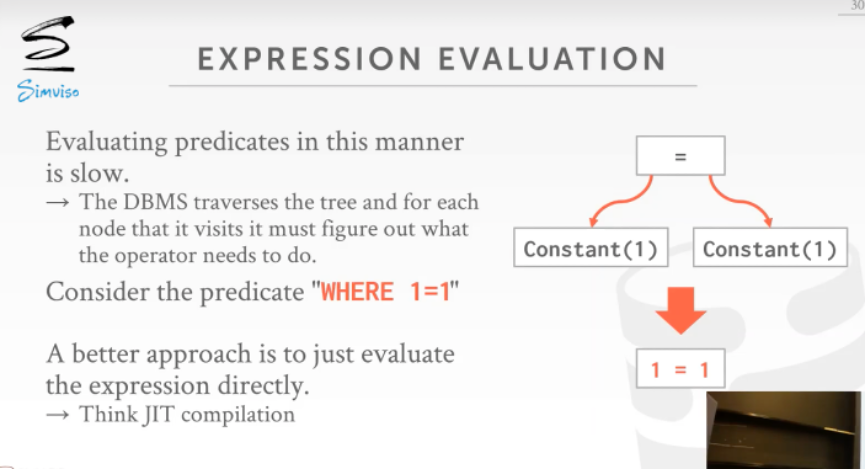 30
Simviso
EXPRESSION EVALUATION
Evaluating predicates in this manner
is slow.
→ The DBMS traverses the tree and for each
node that it visits it must figure out what
the operator needs to do.
Consider the predicate "WHERE 1=1"
A better approach is to just evaluate
the expression directly.
→ Think JIT compilation
=
Constant(1) Constant(1)
1 = 1